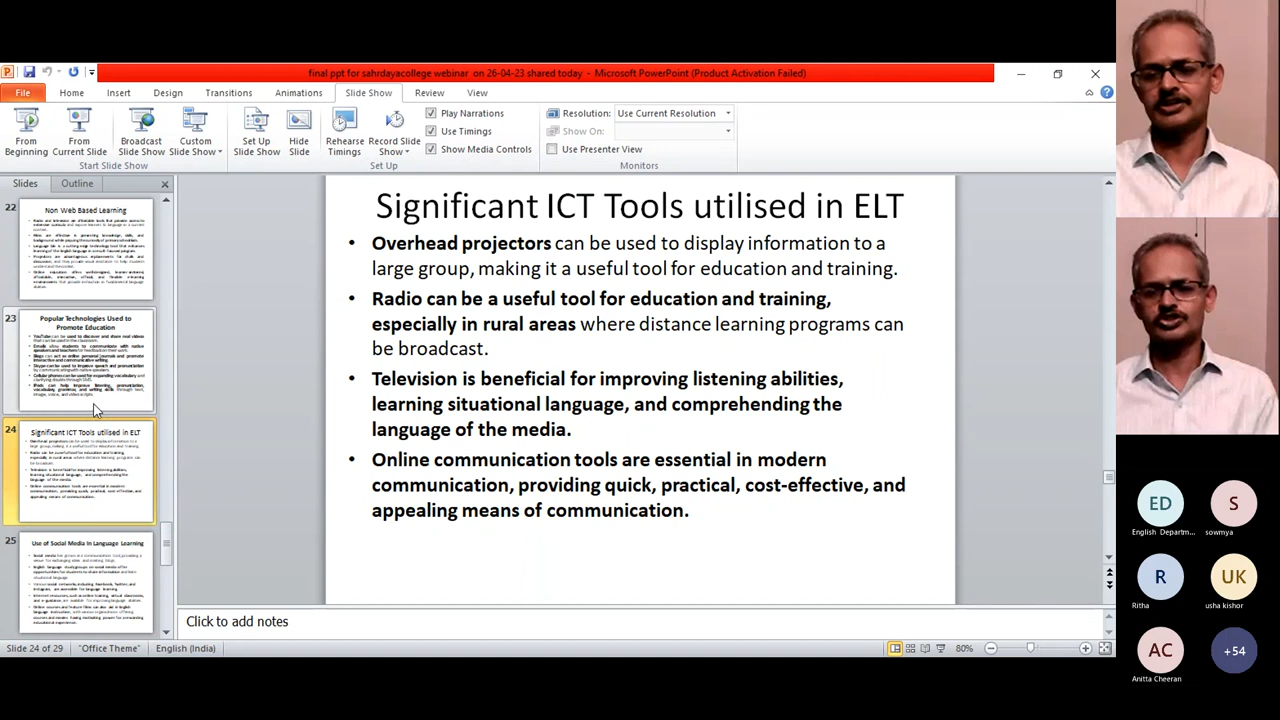 final ppt for sahrdayacollege webinar on 26-04-23 shared today - Microsoft PowerPoint (Product Activation Failed)
File Home Insert Design Transitions Animations Slide Show Review View
From Beginning
From Current Slide
Broadcast Slide Show
Custom Slide Show
Start Slide Show
Set Up Slide Show
Hide Slide
Rehearse Timings
Record Slide Show
Play Narrations
Use Timings
Show Media Controls
Set Up
Resolution: Use Current Resolution
Show On:
Use Presenter View
Monitors
Slides Outline
22
Non Web Based Learning
23
Popular Technologies Used to
Promote Education
24
Significant ICT Tools utilised in ELT
25
Use of Social Media in Language Learning
Significant ICT Tools utilised in ELT
• Overhead projectors can be used to display information to a
large group, making it a useful tool for education and training.
• Radio can be a useful tool for education and training,
especially in rural areas where distance learning programs can
be broadcast.
• Television is beneficial for improving listening abilities,
learning situational language, and comprehending the
language of the media.
• Online communication tools are essential in modern
communication, providing quick, practical, cost-effective, and
appealing means of communication.
Click to add notes
Slide 24 of 29 "Office Theme" English (India) 80%
ED
English Departm...
S
sowmya
R
Ritha
UK
usha kishor
AC
Anitta Cheeran
+54